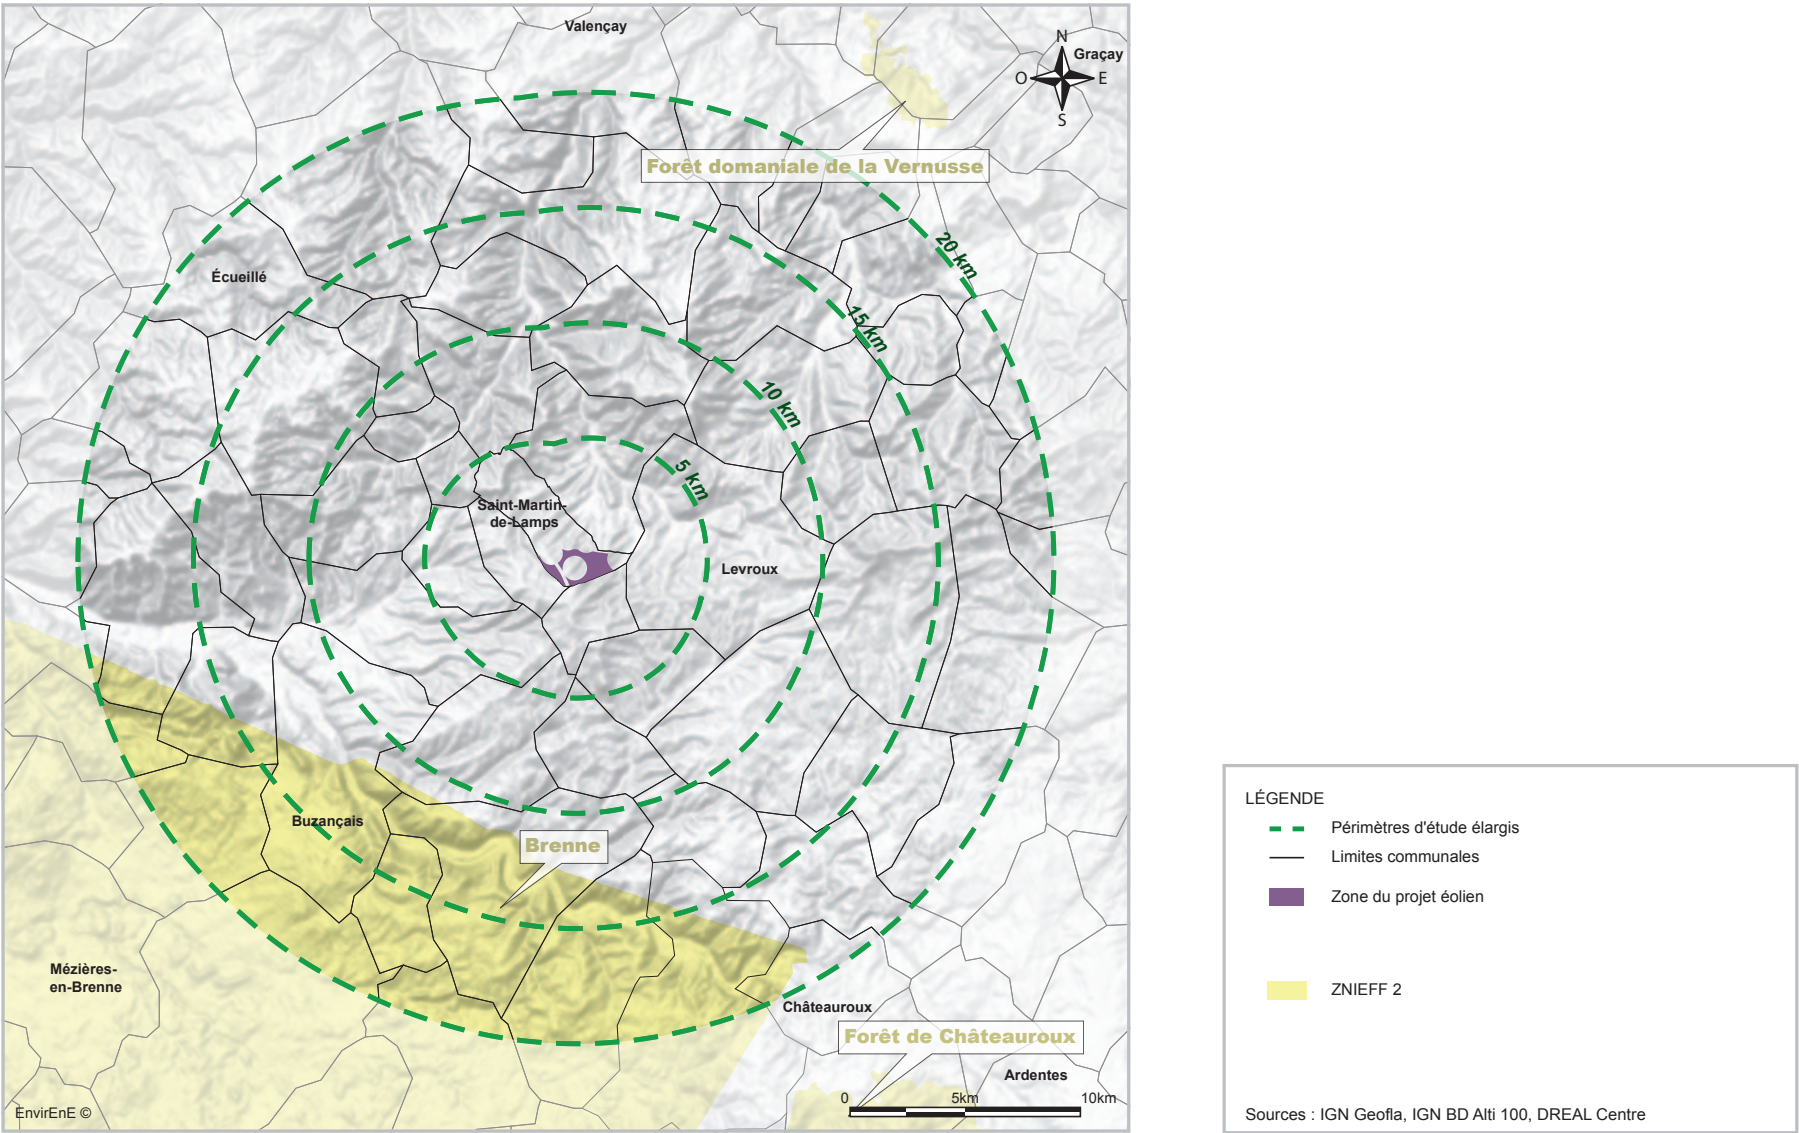 Valençay
N
Graçay
O
E
S
Forêt domaniale de la Vernusse
20 km
Écueillé
15 km
10 km
5 km
Saint-Martin-
de-Lamps
Levroux
Buzançais
Brenne
Mézières-
en-Brenne
Châteauroux
Forêt de Châteauroux
Ardentes
0
5km
10km
EnvirEnE ©
LÉGENDE
Périmètres d'étude élargis
Limites communales
Zone du projet éolien
ZNIEFF 2
Sources : IGN Geofla, IGN BD Alti 100, DREAL Centre